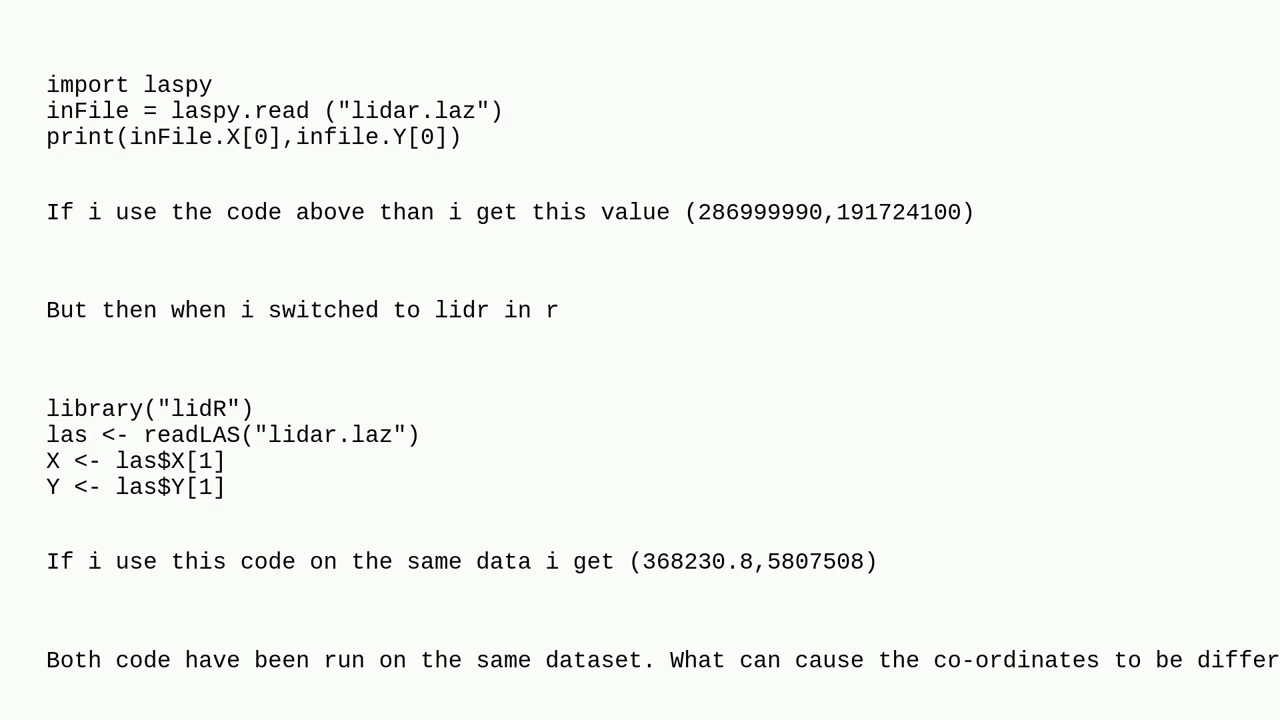 import laspy
inFile = laspy.read ("lidar.laz")
print(inFile.X[0],infile.Y[0])
If i use the code above than i get this value (286999990,191724100)
But then when i switched to lidr in r
library("lidR")
las <- readLAS("lidar.laz")
X <- las$X[1]
Y <- las$Y[1]
If i use this code on the same data i get (368230.8,5807508)
Both code have been run on the same dataset. What can cause the co-ordinates to be differ